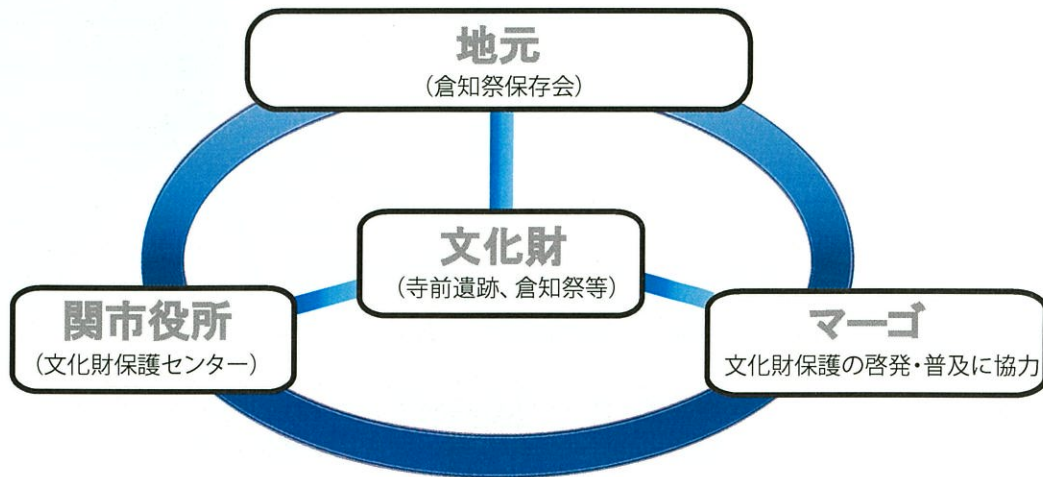 地元
(倉知祭保存会)
文化財
(寺前遺跡、倉知祭等)
関市役所
(文化財保護センター)
マーゴ
文化財保護の啓発・普及に協力